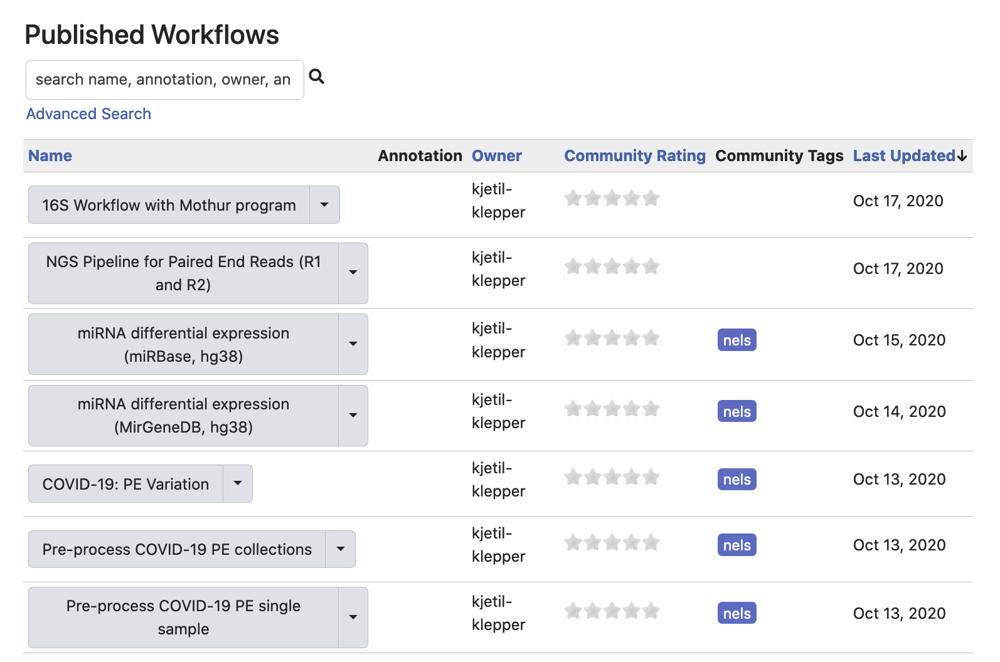 Published Workflows
search name, annotation, owner, an
Advanced Search
Name Annotation Owner Community Rating Community Tags Last Updated↓
16S Workflow with Mothur program kjetil-
klepper Oct 17, 2020
NGS Pipeline for Paired End Reads (R1
and R2) kjetil-
klepper Oct 17, 2020
miRNA differential expression
(miRBase, hg38) kjetil-
klepper nels Oct 15, 2020
miRNA differential expression
(MirGeneDB, hg38) kjetil-
klepper nels Oct 14, 2020
COVID-19: PE Variation kjetil-
klepper nels Oct 13, 2020
Pre-process COVID-19 PE collections kjetil-
klepper nels Oct 13, 2020
Pre-process COVID-19 PE single
sample kjetil-
klepper nels Oct 13, 2020